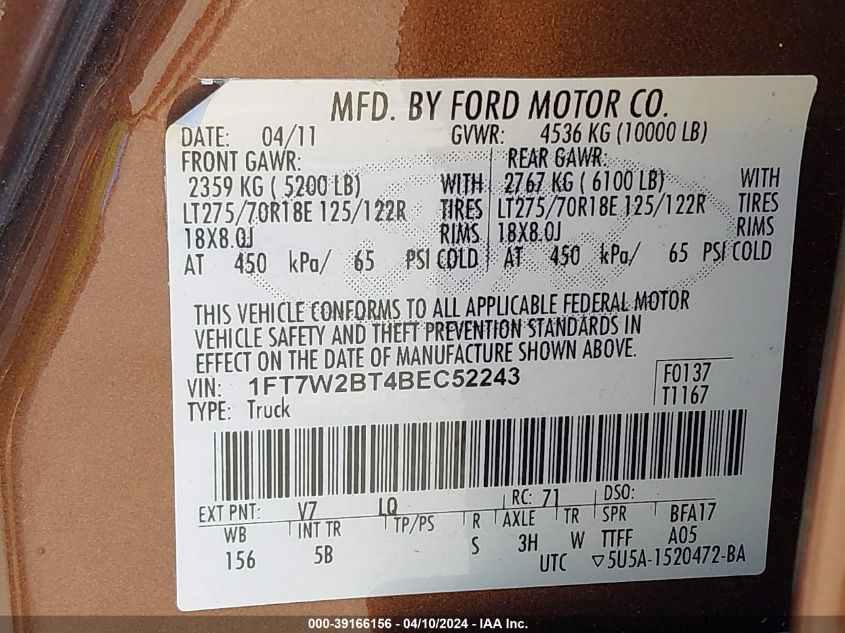 MFD. BY FORD MOTOR CO.
DATE: 04/11 GVWR: 4536 KG (10000 LB)
FRONT GAWR: REAR GAWR:
2359 KG ( 5200 LB) WITH 2767 KG ( 6100 LB) WITH
LT275/70R18E 125/122R TIRES LT275/70R18E 125/122R TIRES
18X8.0J RIMS 18X8.0J RIMS
AT 450 kPa/ 65 PSI COLD AT 450 kPa/ 65 PSI COLD
THIS VEHICLE CONFORMS TO ALL APPLICABLE FEDERAL MOTOR
VEHICLE SAFETY AND THEFT PREVENTION STANDARDS IN
EFFECT ON THE DATE OF MANUFACTURE SHOWN ABOVE.
VIN: 1FT7W2BT4BEC52243 F0137
TYPE: Truck T1167
EXT PNT: V7 LQ RC: 71 DSO:
WB INT TR TP/PS R AXLE TR SPR BFA17
156 5B S 3H W TTFF A05
UTC ▽5U5A-1520472-BA
000-39166156 - 04/10/2024 - IAA Inc.